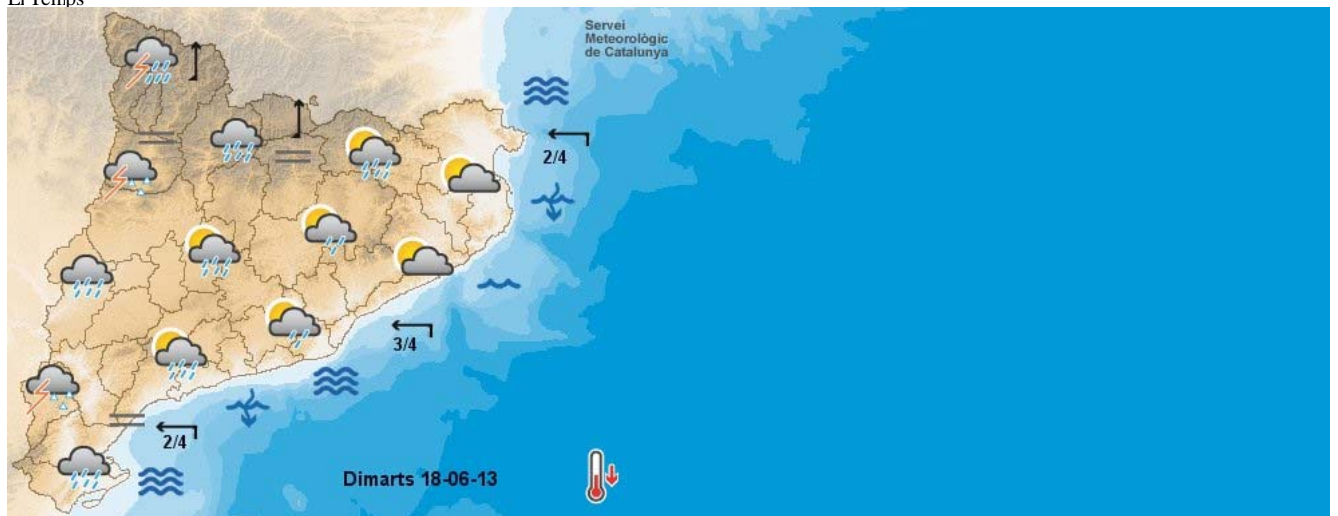 El Temps
Servei
Meteorològic
de Catalunya
2/4
3/4
2/4
Dimarts 18-06-13